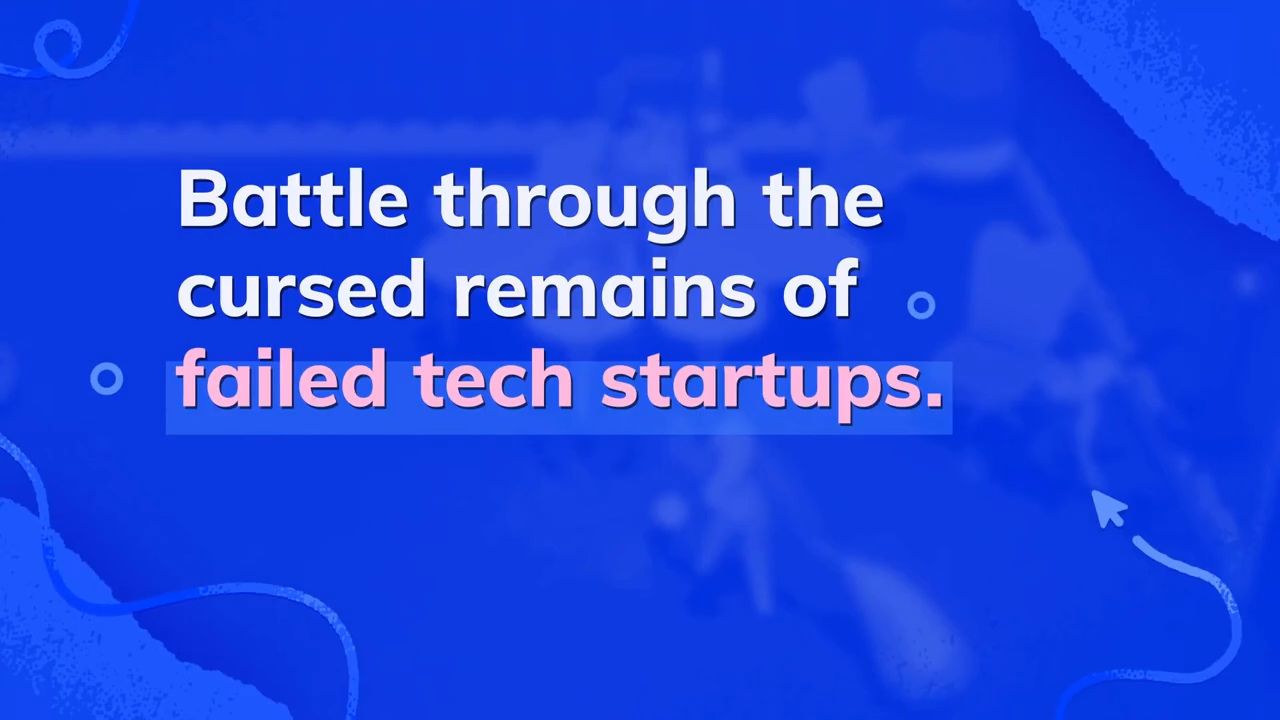 Battle through the
cursed remains of
failed tech startups.